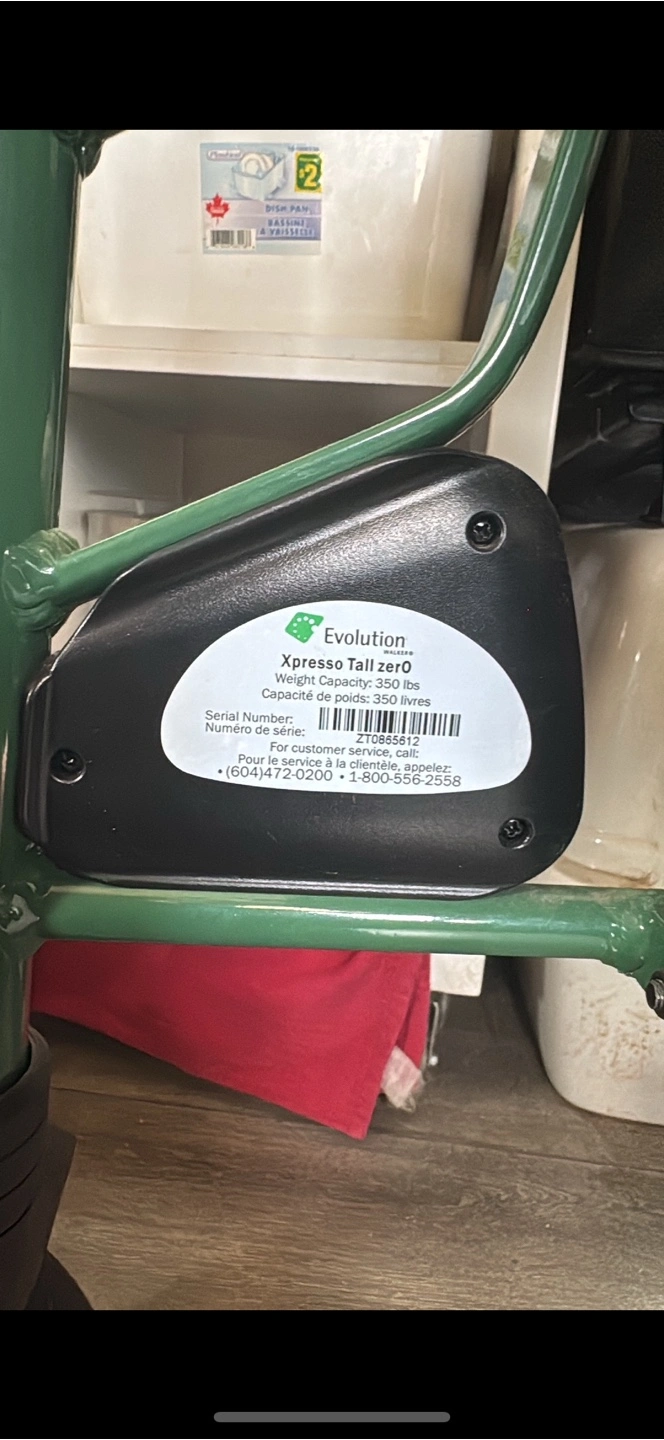 $2
DISH PAN
BASSINE
À VAISSELLE
Evolution
WALKER®
Xpresso Tall zerO
Weight Capacity: 350 lbs
Capacité de poids: 350 livres
Serial Number:
Numéro de série:
ZT0865612
For customer service, call:
Pour le service à la clientèle, appelez:
•(604)472-0200 • 1-800-556-2558